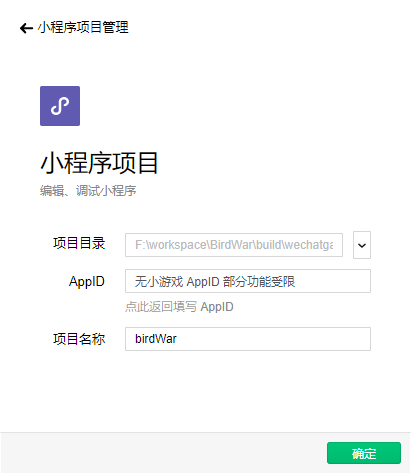 小程序项目管理
小程序项目
编辑、调试小程序
项目目录 F:\workspace\BirdWar\build\wechatga
AppID 无小游戏 AppID 部分功能受限
点此返回填写 AppID
项目名称 birdWar
确定